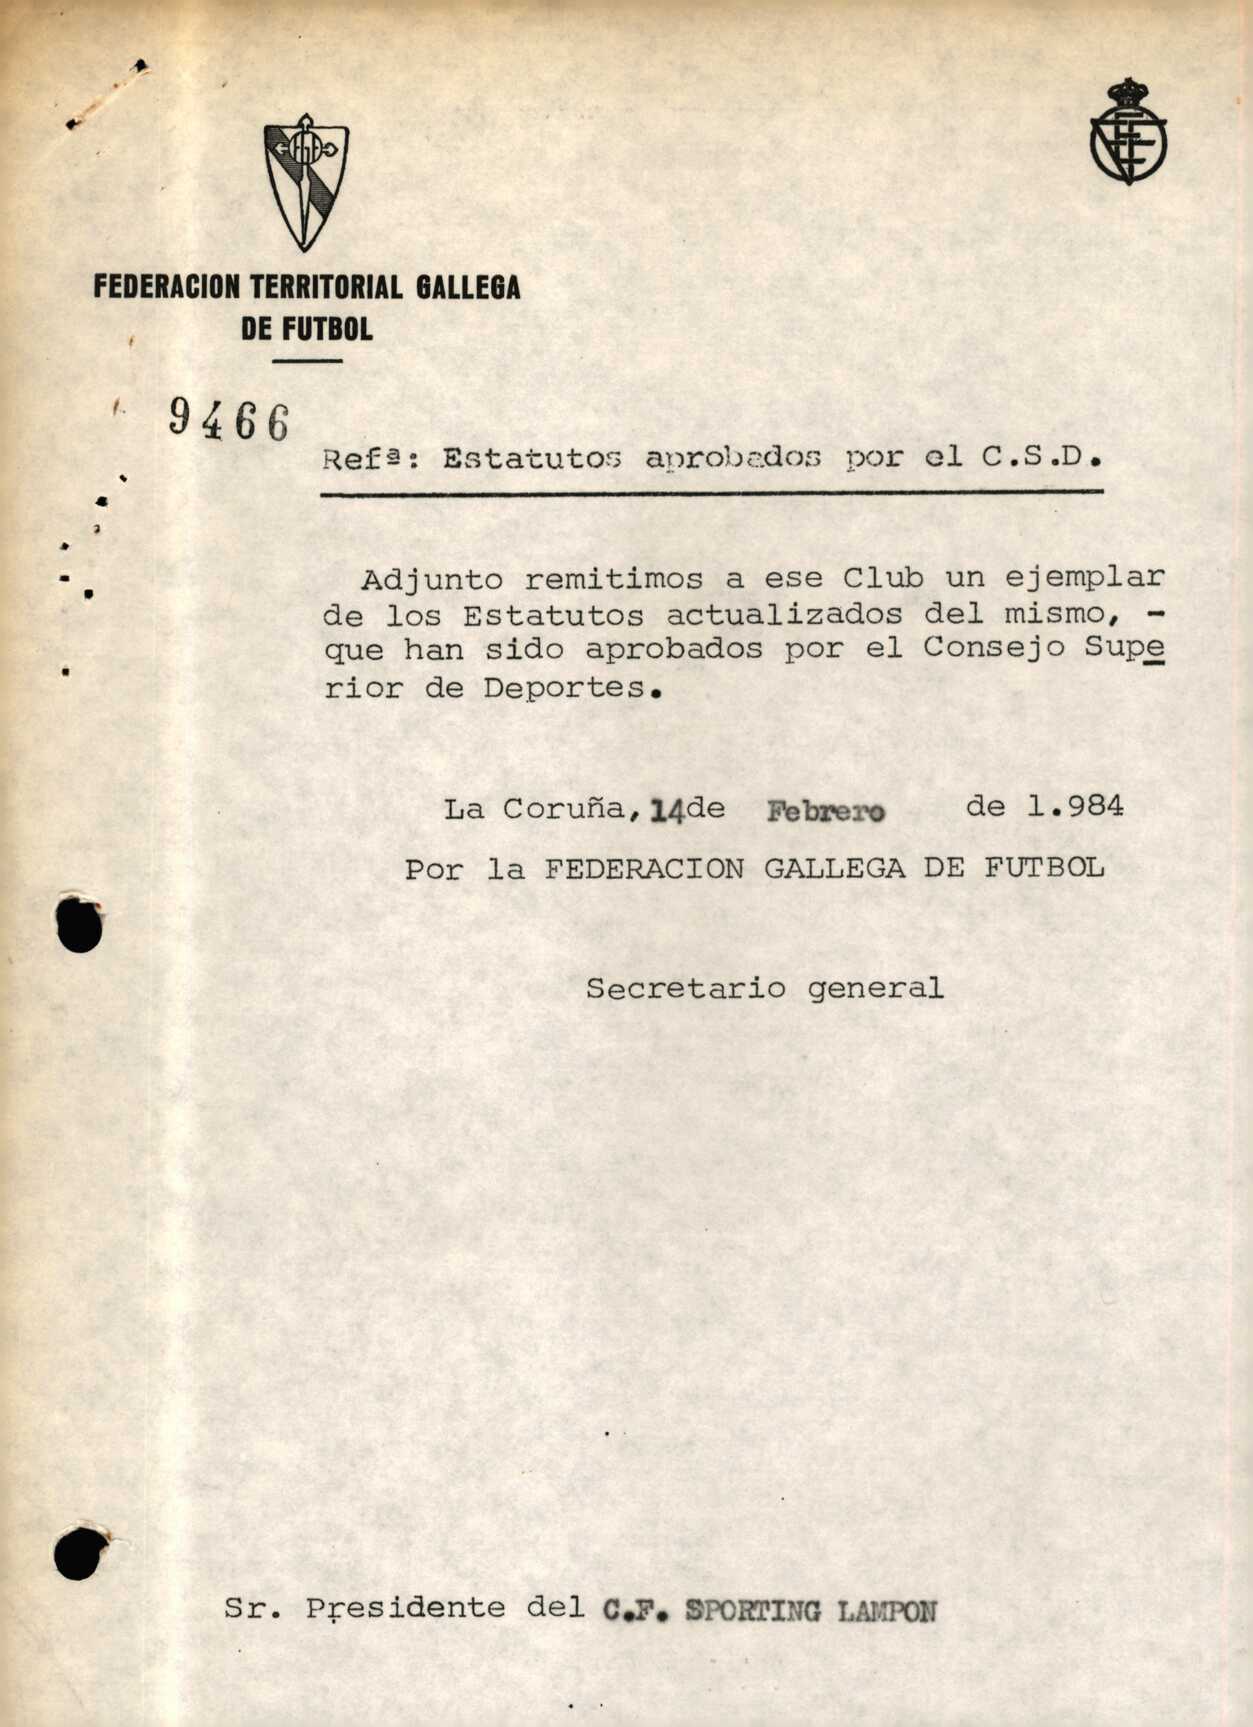 FEDERACION TERRITORIAL GALLEGA
DE FUTBOL
9466
Refª: Estatutos aprobados por el C.S.D.
Adjunto remitimos a ese Club un ejemplar
de los Estatutos actualizados del mismo, -
que han sido aprobados por el Consejo Supe
rior de Deportes.
La Coruña, 14de Febrero de 1.984
Por la FEDERACION GALLEGA DE FUTBOL
Secretario general
Sr. Presidente del C.F. SPORTING LAMPON